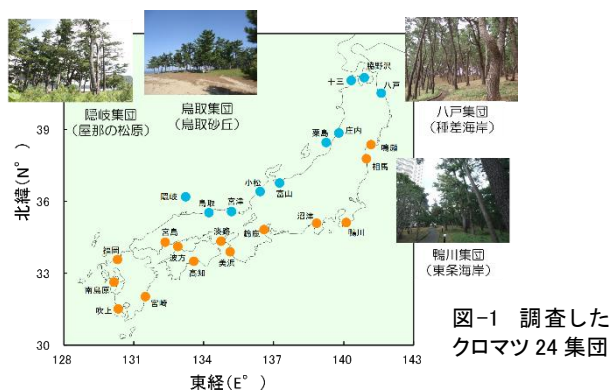 隠岐集団
(屋那の松原)
鳥取集団
(鳥取砂丘)
八戸集団
(種差海岸)
鴨川集団
(東条海岸)
北緯(N°)
39
36
33
30
脇野沢
十三
八戸
粟島
庄内
鳴瀬
相馬
小松
富山
隠岐
鳥取
宮津
沼津
鴨川
宮島
淡路
鈴鹿
波方
美浜
高知
福岡
南島原
宮崎
吹上
128
131
134
137
140
143
東経(E°)
図-1 調査した
クロマツ 24 集団